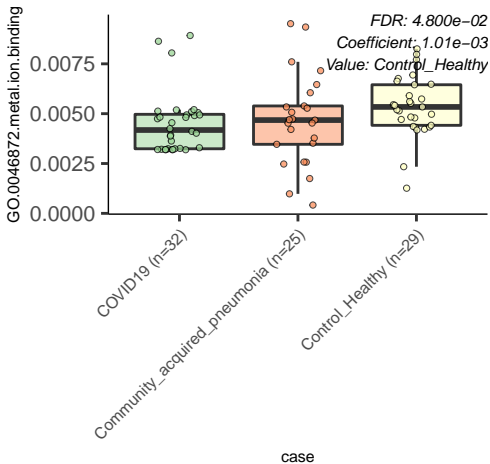 FDR: 4.800e-02
Coefficient: 1.01e-03
Value: Control_Healthy
GO.0046872.metal.ion.binding
0.0075
0.0050
0.0025
0.0000
COVID19 (n=32)
Community_acquired_pneumonia (n=25)
Control_Healthy (n=29)
case